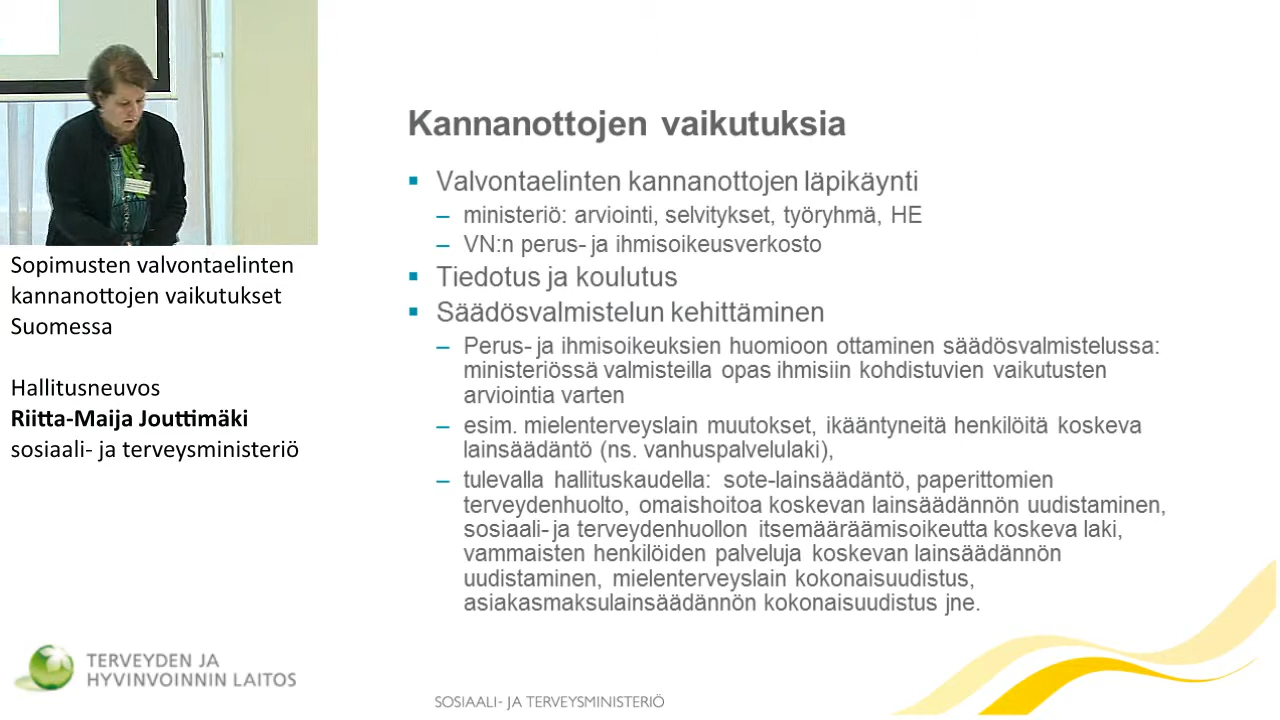 Sopimusten valvontaelinten
kannanottojen vaikutukset
Suomessa
Hallitusneuvos
Riitta-Maija Jouttimäki
sosiaali- ja terveysministeriö
TERVEYDEN JA
HYVINVOINNIN LAITOS
Kannanottojen vaikutuksia
▪ Valvontaelinten kannanottojen läpikäynti
– ministeriö: arviointi, selvitykset, työryhmä, HE
– VN:n perus- ja ihmisoikeusverkosto
▪ Tiedotus ja koulutus
▪ Säädösvalmistelun kehittäminen
– Perus- ja ihmisoikeuksien huomioon ottaminen säädösvalmistelussa:
ministeriössä valmisteilla opas ihmisiin kohdistuvien vaikutusten
arviointia varten
– esim. mielenterveyslain muutokset, ikääntyneitä henkilöitä koskeva
lainsäädäntö (ns. vanhuspalvelulaki),
– tulevalla hallituskaudella: sote-lainsäädäntö, paperittomien
terveydenhuolto, omaishoitoa koskevan lainsäädännön uudistaminen,
sosiaali- ja terveydenhuollon itsemääräämisoikeutta koskeva laki,
vammaisten henkilöiden palveluja koskevan lainsäädännön
uudistaminen, mielenterveyslain kokonaisuudistus,
asiakasmaksulainsäädännön kokonaisuudistus jne.
SOSIAALI- JA TERVEYSMINISTERIÖ